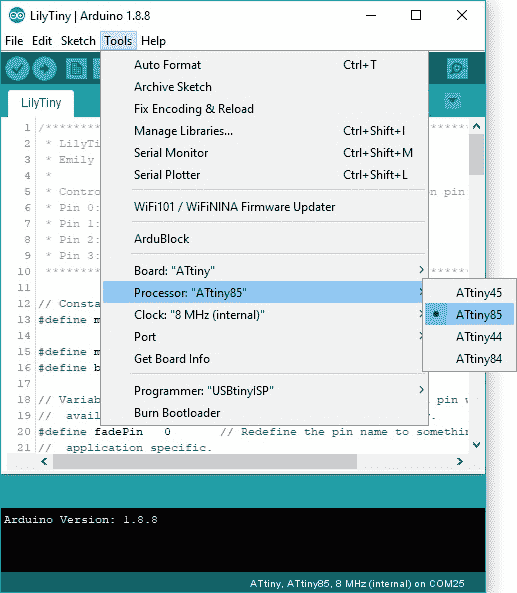 LilyTiny | Arduino 1.8.8
File Edit Sketch Tools Help
Auto Format Ctrl+T
Archive Sketch
Fix Encoding & Reload
Manage Libraries... Ctrl+Shift+I
Serial Monitor Ctrl+Shift+M
Serial Plotter Ctrl+Shift+L
WiFi101 / WiFiNINA Firmware Updater
ArduBlock
Board: "ATtiny"
Processor: "ATtiny85"
Clock: "8 MHz (internal)"
Port
Get Board Info
Programmer: "USBtinyISP"
Burn Bootloader
ATtiny45
ATtiny85
ATtiny44
ATtiny84
LilyTiny
1 /********
2 * LilyTi
3 * Emily
4 *
5 * Contro n pin
6 * Pin 0:
7 * Pin 1:
8 * Pin 2:
9 * Pin 3:
10 ********
11
12 // Consta
13 #define m
14
15 #define m
16 #define b
17
18 // Variab pin w
19 // avail r.
20 #define fadePin 0 // Redefine the pin name to somethin
21 // application specific.
Arduino Version: 1.8.8
ATtiny, ATtiny85, 8 MHz (internal) on COM25